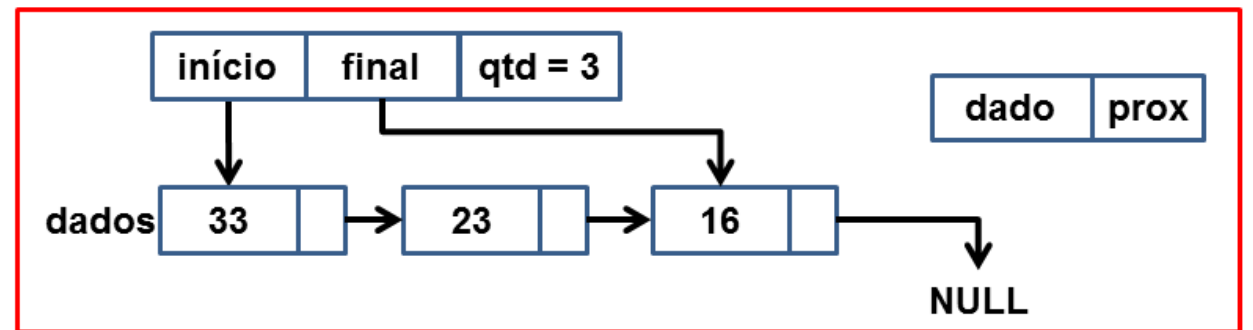 início final qtd = 3
dado prox
dados 33 23 16
NULL